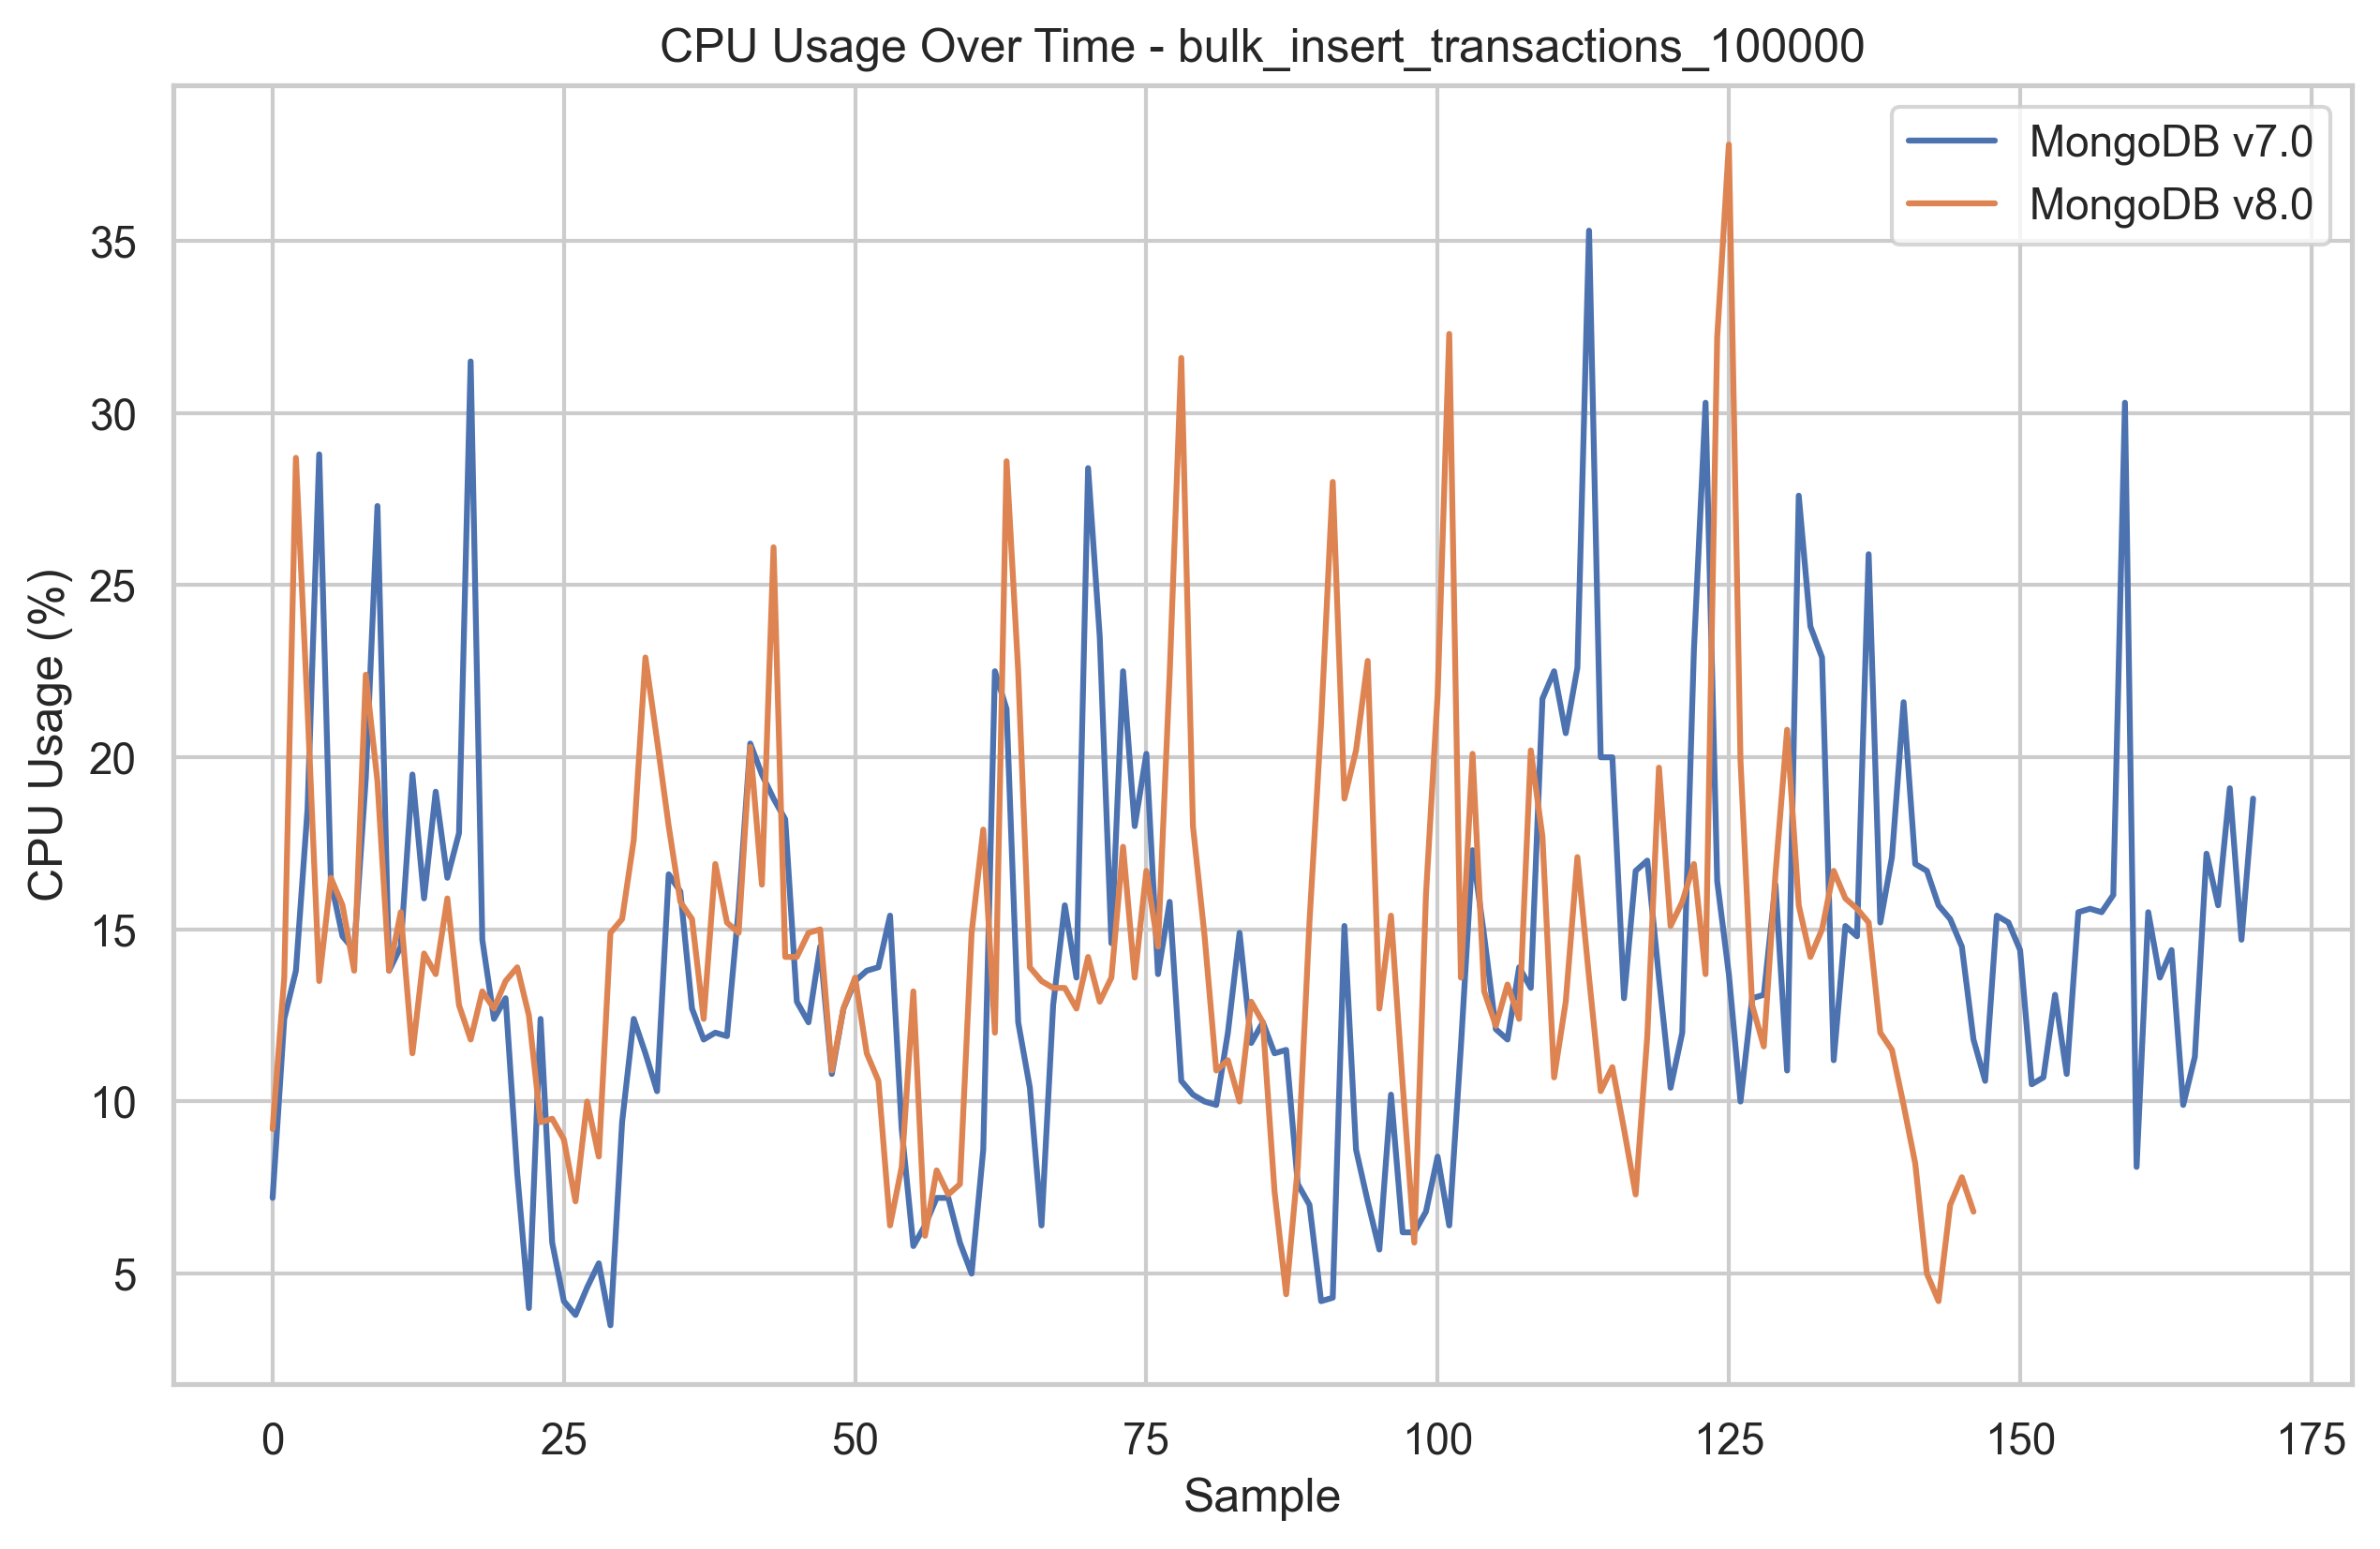 CPU Usage Over Time - bulk_insert_transactions_100000
MongoDB v7.0
MongoDB v8.0
CPU Usage (%)
35
30
25
20
15
10
5
0 25 50 75 100 125 150 175
Sample